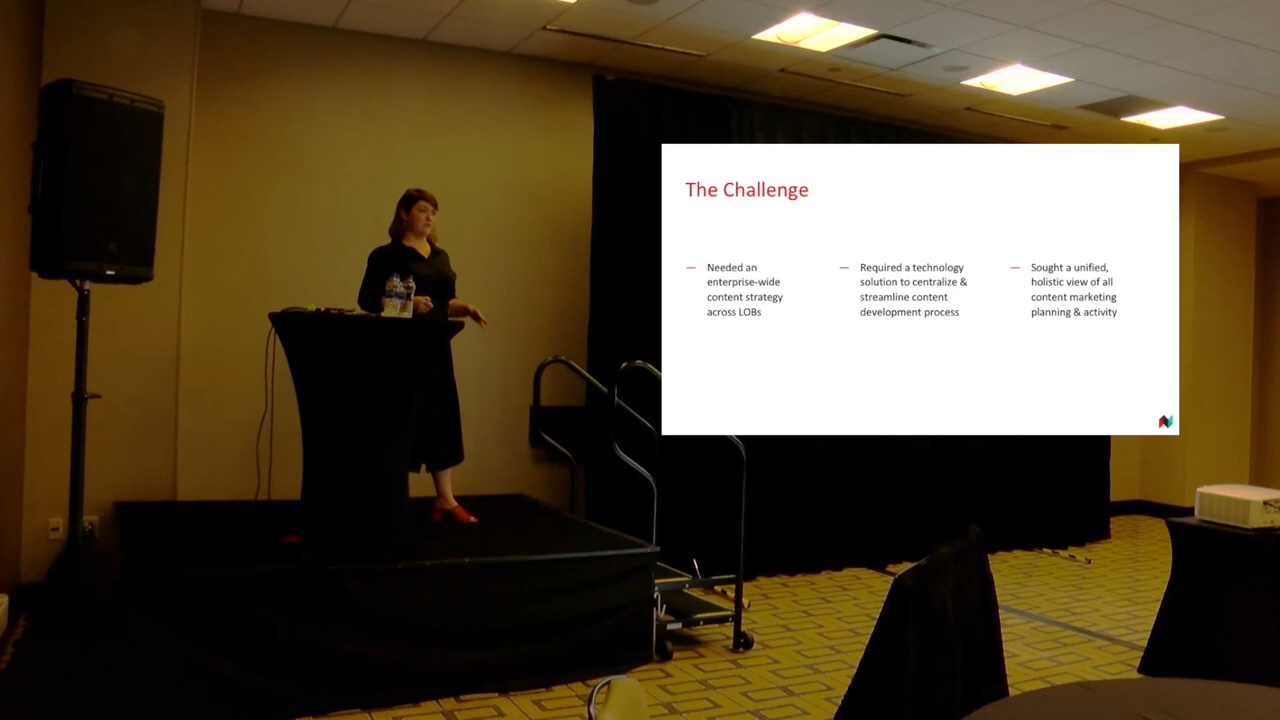 The Challenge
— Needed an
enterprise-wide
content strategy
across LOBs
— Required a technology
solution to centralize &
streamline content
development process
— Sought a unified,
holistic view of all
content marketing
planning & activity